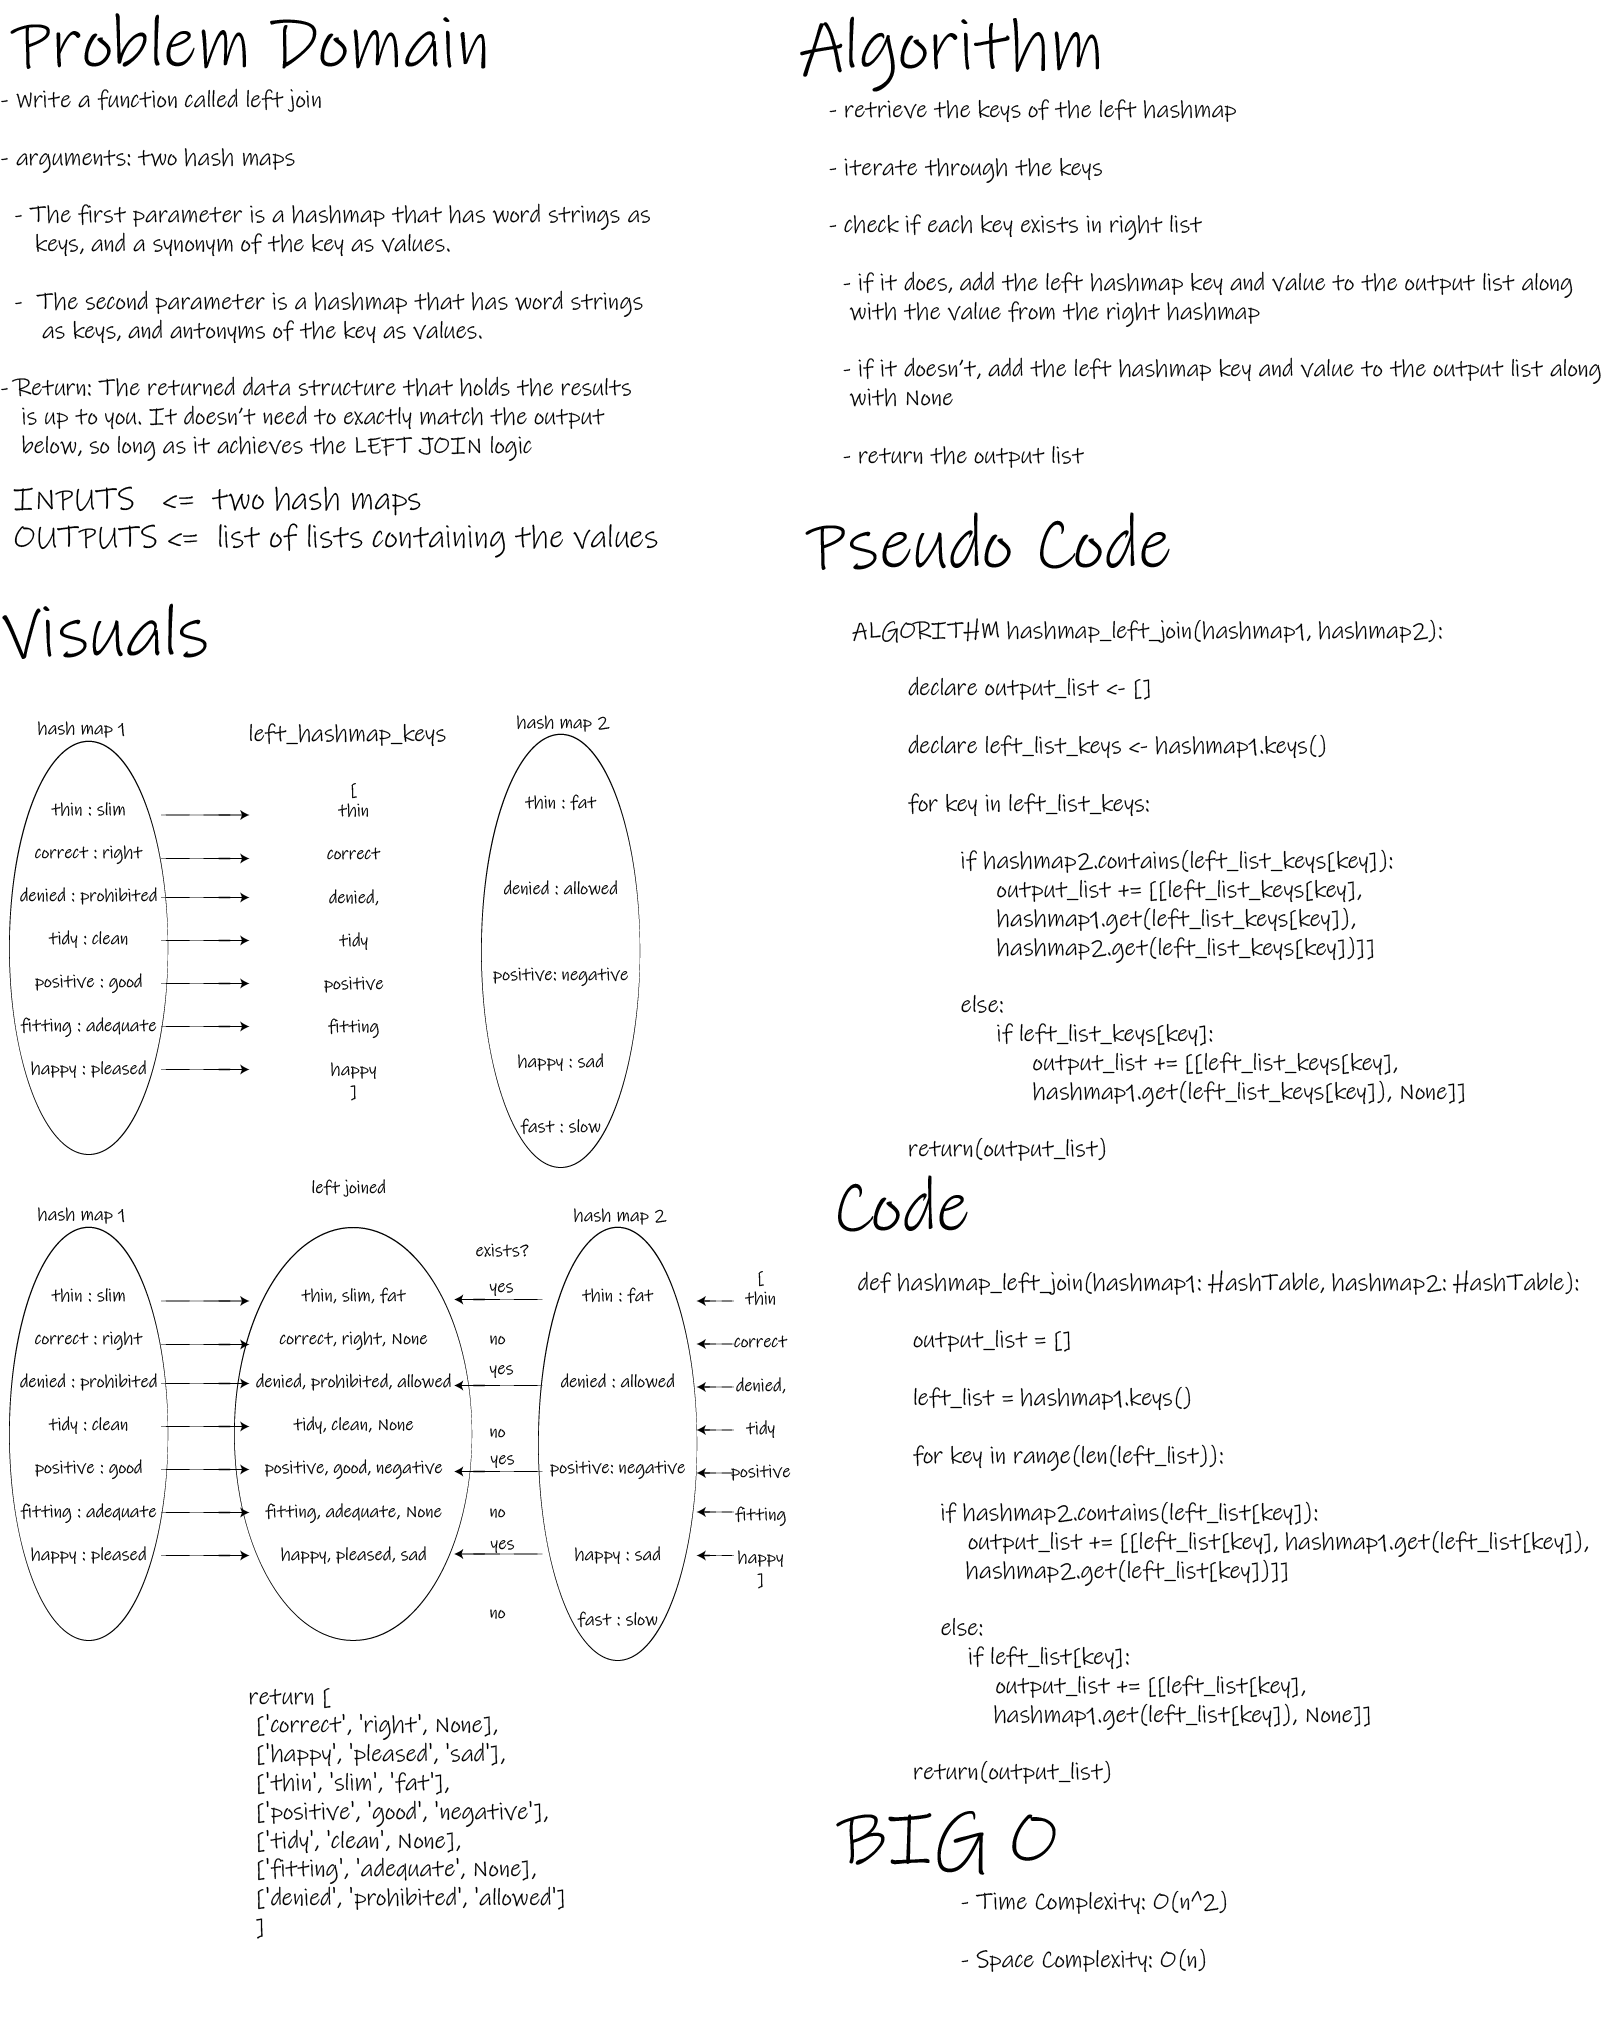 Problem Domain
- Write a function called left join
- arguments: two hash maps
- The first parameter is a hashmap that has word strings as
keys, and a synonym of the key as values.
- The second parameter is a hashmap that has word strings
as keys, and antonyms of the key as values.
- Return: The returned data structure that holds the results
is up to you. It doesn't need to exactly match the output
below, so long as it achieves the LEFT JOIN logic
INPUTS <= two hash maps
OUTPUTS <= list of lists containing the values
Visuals
hash map 1
thin : slim
correct : right
denied : prohibited
tidy : clean
positive : good
fitting : adequate
happy : pleased
left_hashmap_keys
[
thin
correct
denied,
tidy
positive
fitting
happy
]
hash map 2
thin : fat
denied : allowed
positive: negative
happy : sad
fast : slow
hash map 1
thin : slim
correct : right
denied : prohibited
tidy : clean
positive : good
fitting : adequate
happy : pleased
left joined
thin, slim, fat
correct, right, None
denied, prohibited, allowed
tidy, clean, None
positive, good, negative
fitting, adequate, None
happy, pleased, sad
exists?
yes
no
yes
no
yes
no
yes
no
hash map 2
thin : fat
denied : allowed
positive: negative
happy : sad
fast : slow
[
thin
correct
denied,
tidy
positive
fitting
happy
]
return [
['correct', 'right', None],
['happy', 'pleased', 'sad'],
['thin', 'slim', 'fat'],
['positive', 'good', 'negative'],
['tidy', 'clean', None],
['fitting', 'adequate', None],
['denied', 'prohibited', 'allowed']
]
Algorithm
- retrieve the keys of the left hashmap
- iterate through the keys
- check if each key exists in right list
- if it does, add the left hashmap key and value to the output list along
with the value from the right hashmap
- if it doesn't, add the left hashmap key and value to the output list along
with None
- return the output list
Pseudo Code
ALGORITHM hashmap_left_join(hashmap1, hashmap2):
declare output_list <- []
declare left_list_keys <- hashmap1.keys()
for key in left_list_keys:
if hashmap2.contains(left_list_keys[key]):
output_list += [[left_list_keys[key],
hashmap1.get(left_list_keys[key]),
hashmap2.get(left_list_keys[key])]]
else:
if left_list_keys[key]:
output_list += [[left_list_keys[key],
hashmap1.get(left_list_keys[key]), None]]
return(output_list)
Code
def hashmap_left_join(hashmap1: HashTable, hashmap2: HashTable):
output_list = []
left_list = hashmap1.keys()
for key in range(len(left_list)):
if hashmap2.contains(left_list[key]):
output_list += [[left_list[key], hashmap1.get(left_list[key]),
hashmap2.get(left_list[key])]]
else:
if left_list[key]:
output_list += [[left_list[key],
hashmap1.get(left_list[key]), None]]
return(output_list)
BIG O
- Time Complexity: O(n^2)
- Space Complexity: O(n)